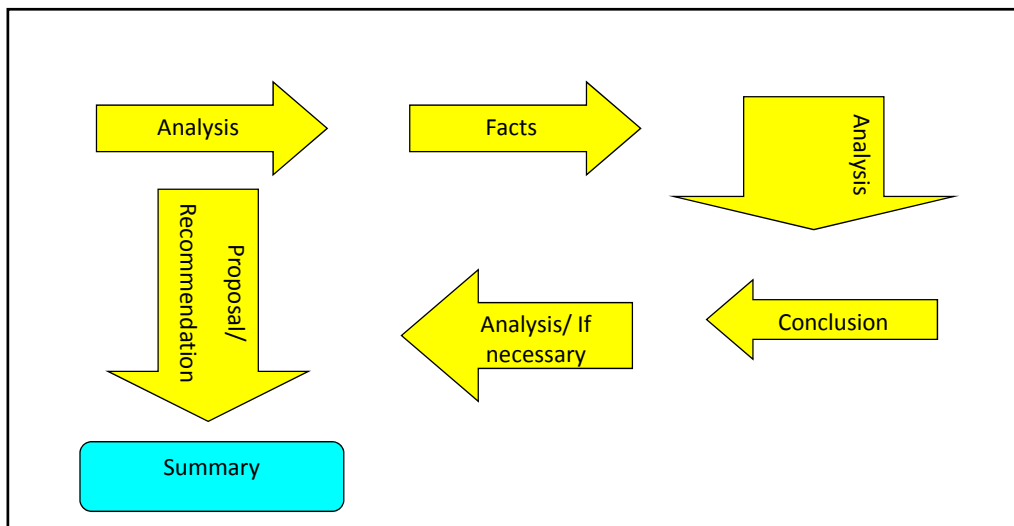 Analysis
Facts
Analysis
Conclusion
Analysis/ If
necessary
Proposal/
Recommendation
Summary